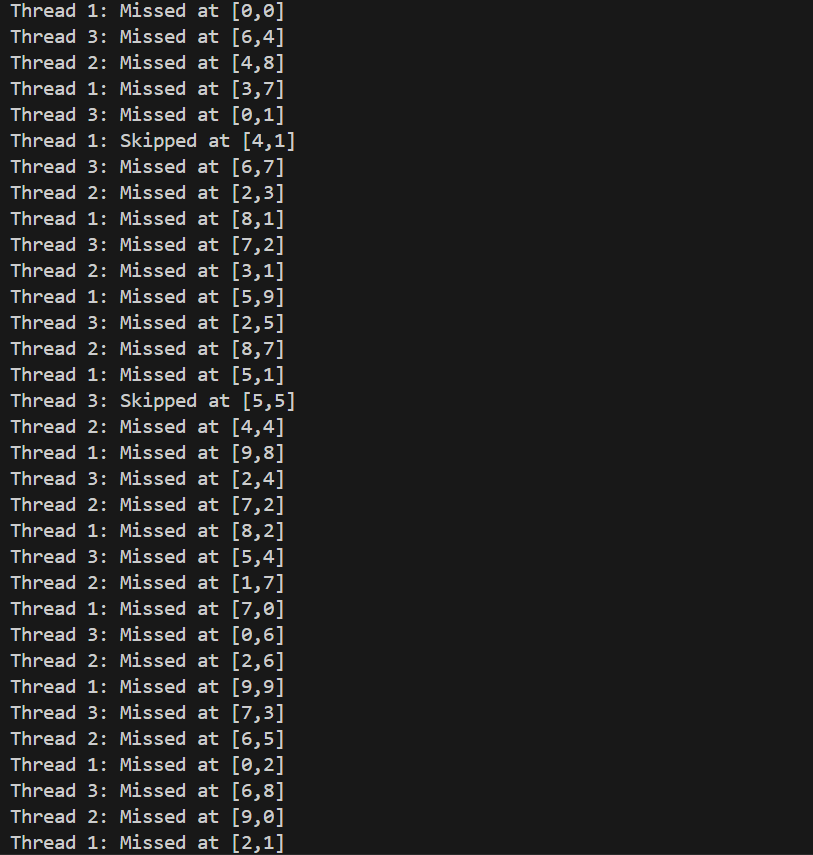 Thread 1: Missed at [0,0]
Thread 3: Missed at [6,4]
Thread 2: Missed at [4,8]
Thread 1: Missed at [3,7]
Thread 3: Missed at [0,1]
Thread 1: Skipped at [4,1]
Thread 3: Missed at [6,7]
Thread 2: Missed at [2,3]
Thread 1: Missed at [8,1]
Thread 3: Missed at [7,2]
Thread 2: Missed at [3,1]
Thread 1: Missed at [5,9]
Thread 3: Missed at [2,5]
Thread 2: Missed at [8,7]
Thread 1: Missed at [5,1]
Thread 3: Skipped at [5,5]
Thread 2: Missed at [4,4]
Thread 1: Missed at [9,8]
Thread 3: Missed at [2,4]
Thread 2: Missed at [7,2]
Thread 1: Missed at [8,2]
Thread 3: Missed at [5,4]
Thread 2: Missed at [1,7]
Thread 1: Missed at [7,0]
Thread 3: Missed at [0,6]
Thread 2: Missed at [2,6]
Thread 1: Missed at [9,9]
Thread 3: Missed at [7,3]
Thread 2: Missed at [6,5]
Thread 1: Missed at [0,2]
Thread 3: Missed at [6,8]
Thread 2: Missed at [9,0]
Thread 1: Missed at [2,1]